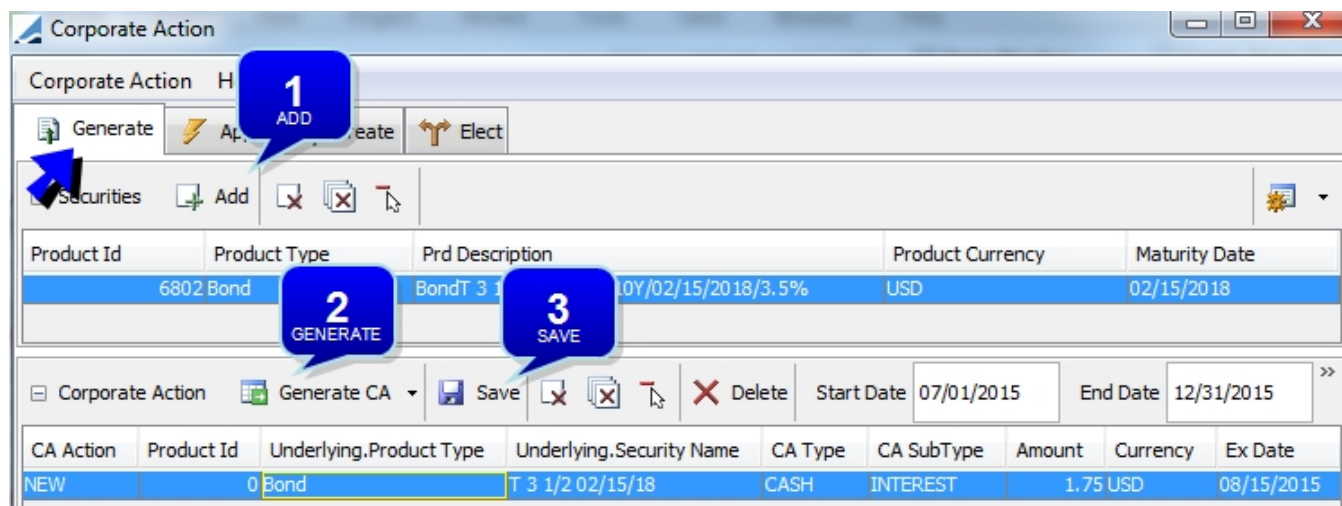 Corporate Action
Corporate Action H
1
ADD
Generate Ap eate Elect
Securities Add
Product Id Product Type Prd Description Product Currency Maturity Date
6802 Bond BondT 3 1 10Y/02/15/2018/3.5% USD 02/15/2018
2
GENERATE
3
SAVE
Corporate Action Generate CA Save Delete Start Date 07/01/2015 End Date 12/31/2015 »
CA Action Product Id Underlying.Product Type Underlying.Security Name CA Type CA SubType Amount Currency Ex Date
NEW 0 Bond T 3 1/2 02/15/18 CASH INTEREST 1.75 USD 08/15/2015